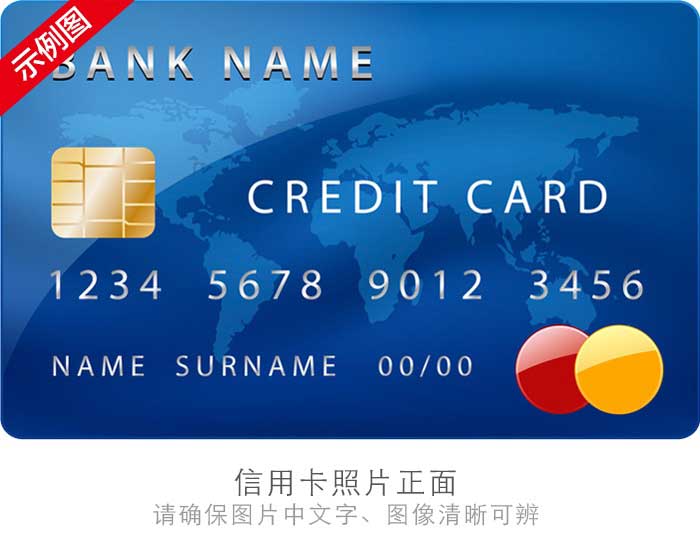 示例图
BANK NAME
CREDIT CARD
1234 5678 9012 3456
NAME SURNAME 00/00
信用卡照片正面
请确保图片中文字、图像清晰可辨